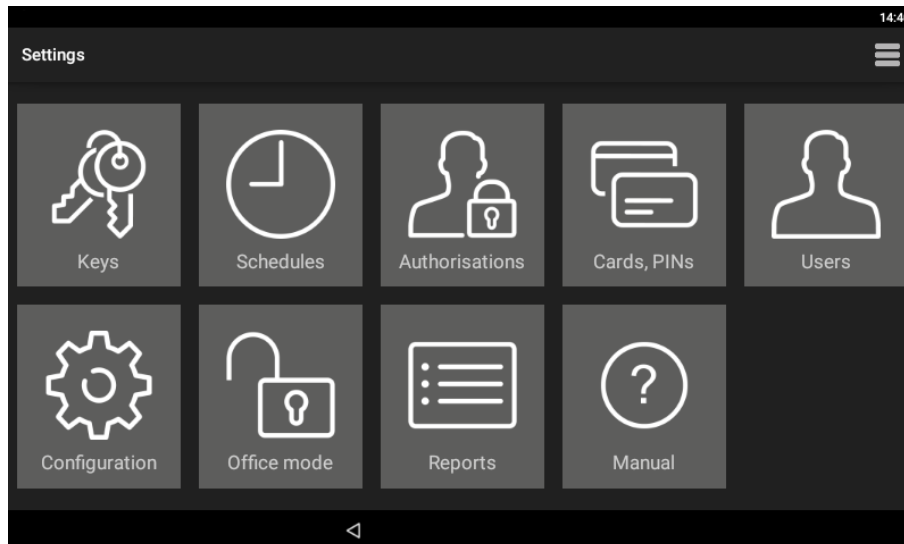 Settings
Keys
Schedules
Authorisations
Cards, PINs
Users
Configuration
Office mode
Reports
?
Manual